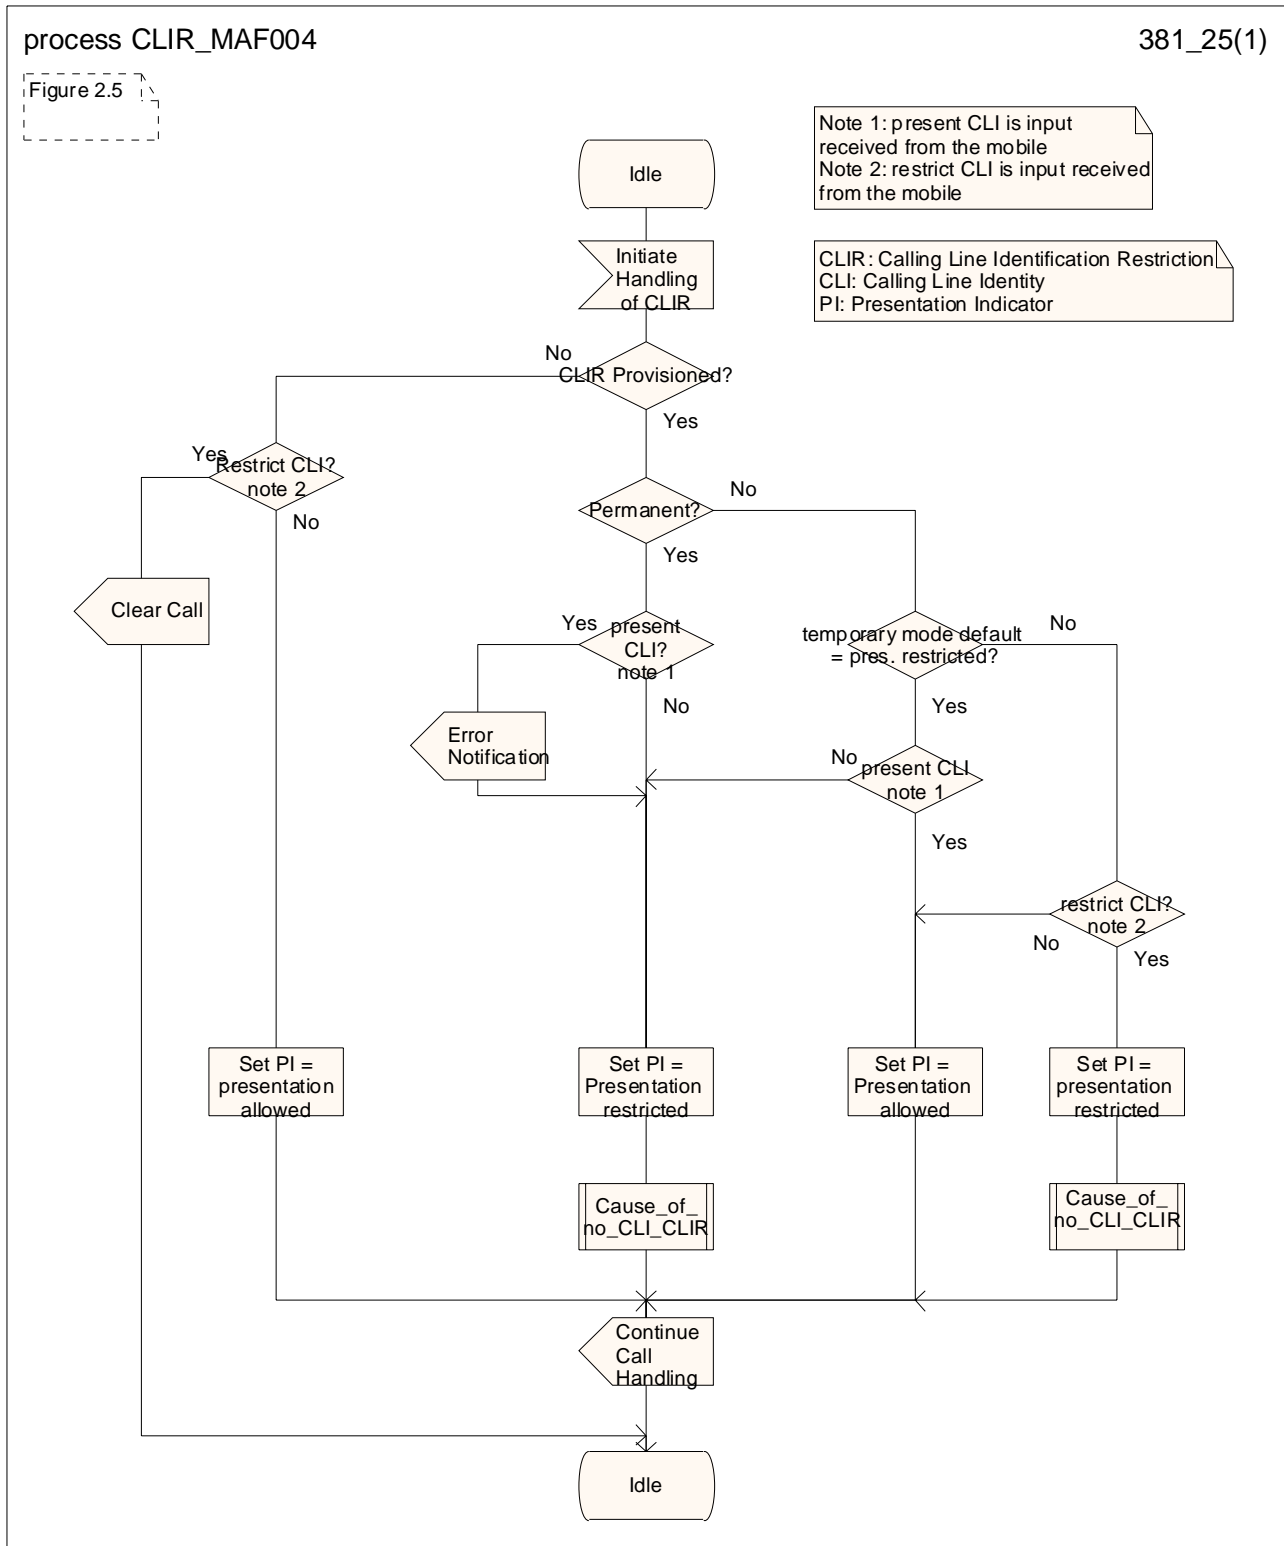 process CLIR_MAF004
381_25(1)
Figure 2.5
Note 1: present CLI is input
received from the mobile
Note 2: restrict CLI is input received
from the mobile
Idle
CLIR: Calling Line Identification Restriction
CLI: Calling Line Identity
PI: Presentation Indicator
Initiate
Handling
of CLIR
No
CLIR Provisioned?
Yes
Yes
Restrict CLI?
note 2
No
Permanent?
No
Yes
Clear Call
Yes
present
CLI?
note 1
No
temporary mode default
= pres. restricted?
No
Yes
Error
Notification
No
present CLI
note 1
Yes
restrict CLI?
note 2
No
Yes
Set PI =
presentation
allowed
Set PI =
Presentation
restricted
Set PI =
Presentation
allowed
Set PI =
presentation
restricted
Cause_of_
no_CLI_CLIR
Cause_of_
no_CLI_CLIR
Continue
Call
Handling
Idle